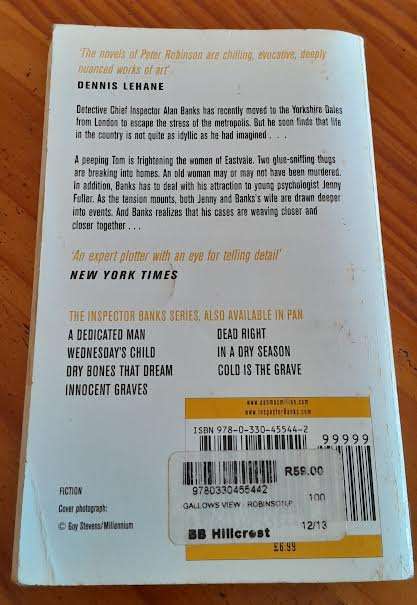 'The novels of Peter Robinson are chilling, evocative, deeply
nuanced works of art'
DENNIS LEHANE
Detective Chief Inspector Alan Banks has recently moved to the Yorkshire Dales
from London to escape the stress of the metropolis. But he soon finds that life
in the country is not quite as idyllic as he had imagined . . .
A peeping Tom is frightening the women of Eastvale. Two glue-sniffing thugs
are breaking into homes. An old woman may or may not have been murdered.
In addition, Banks has to deal with his attraction to young psychologist Jenny
Fuller. As the tension mounts, both Jenny and Banks's wife are drawn deeper
into events. And Banks realizes that his cases are weaving closer and
closer together . . .
'An expert plotter with an eye for telling detail'
NEW YORK TIMES
THE INSPECTOR BANKS SERIES, ALSO AVAILABLE IN PAN
A DEDICATED MAN
WEDNESDAY'S CHILD
DRY BONES THAT DREAM
INNOCENT GRAVES
DEAD RIGHT
IN A DRY SEASON
COLD IS THE GRAVE
www.panmacmillan.com
www.inspectorBanks.com
ISBN 978-0-330-45544-2
99999
R59.00
9780330455442
100
GALLOWS VIEW - ROBINSON,P
12/13
BB Hillcrest
£6.99
FICTION
Cover photograph:
© Guy Stevens/Millennium